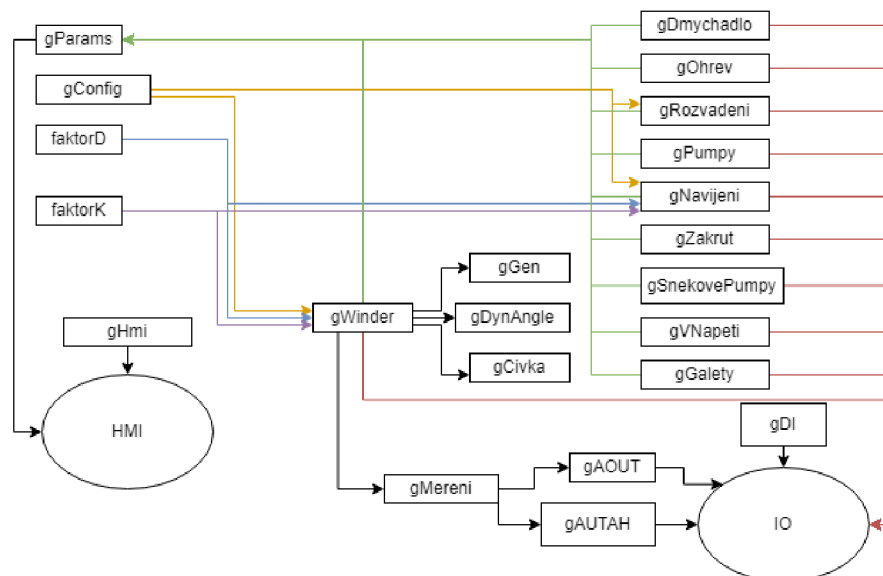 gParams
gConfig
faktorD
faktorK
gHmi
HMI
gWinder
gGen
gDynAngle
gCivka
gMereni
gAOUT
gAUTAH
gDmychadlo
gOhrev
gRozvadeni
gPumpy
gNavijeni
gZakrut
gSnekovePumpy
gVNapeti
gGalety
gDI
IO